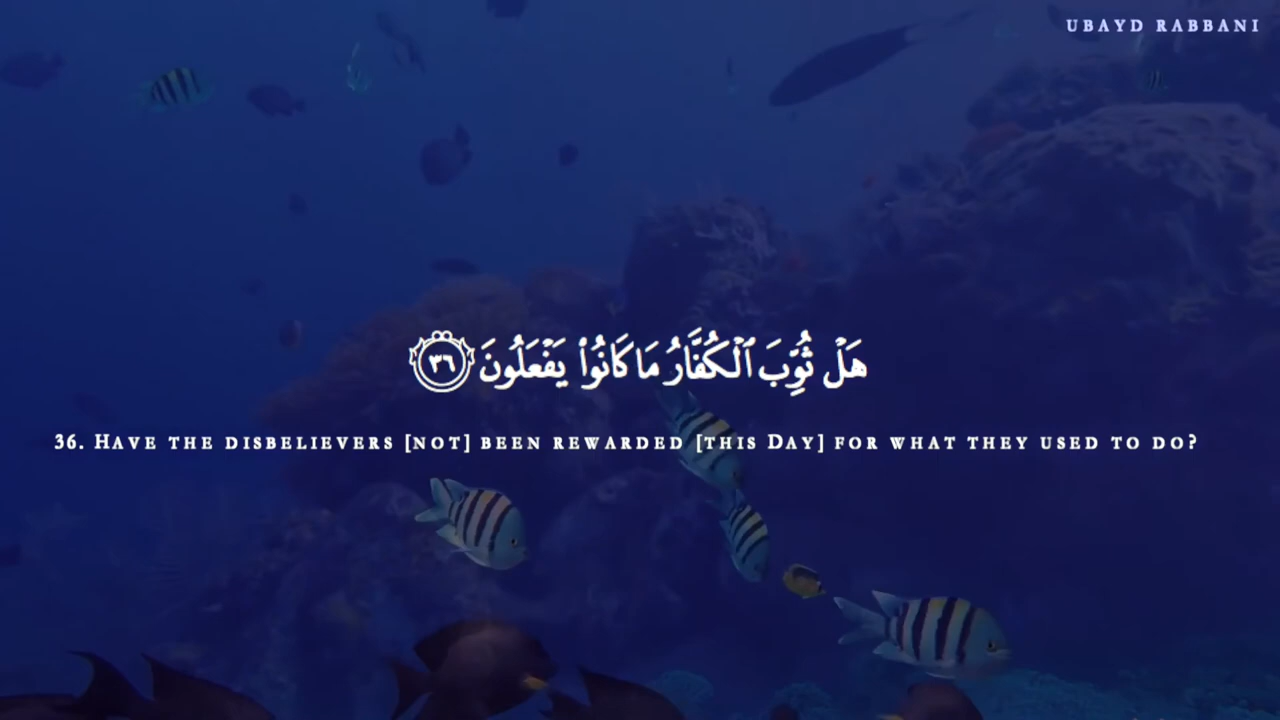 UBAYD RABBANI
هَلْ ثُوِّبَ ٱلْكُفَّارُ مَا كَانُوا۟ يَفْعَلُونَ ٣٦
36. Have the disbelievers [not] been rewarded [this Day] for what they used to do?